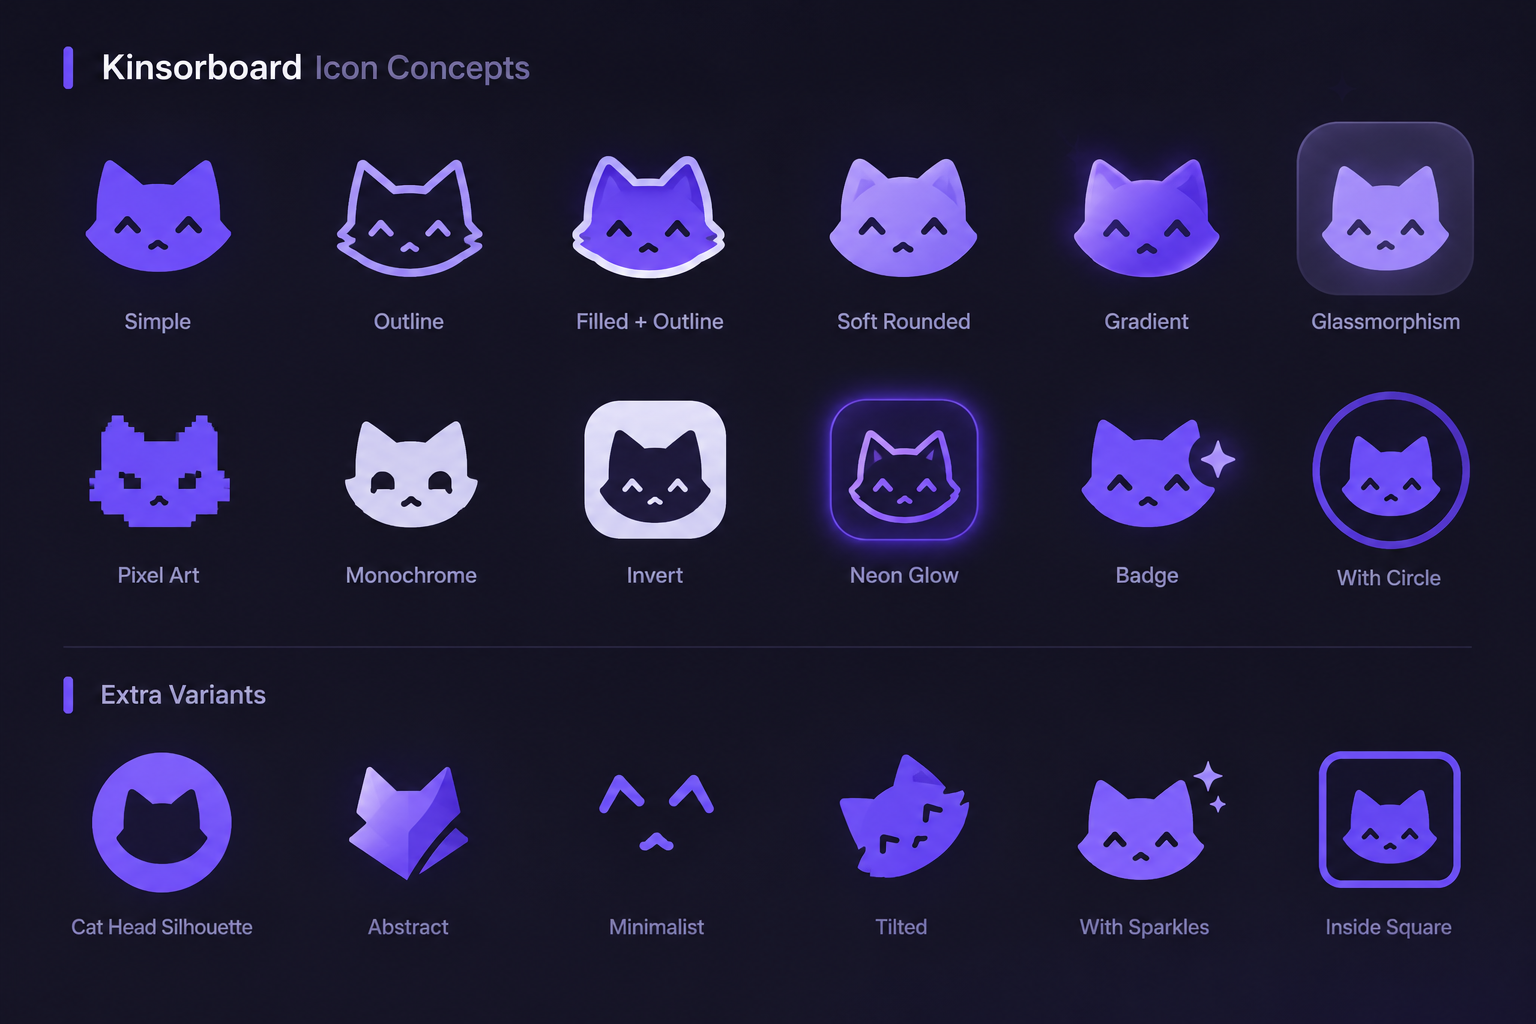 Kinsorboard Icon Concepts
Simple
Outline
Filled + Outline
Soft Rounded
Gradient
Glassmorphism
Pixel Art
Monochrome
Invert
Neon Glow
Badge
With Circle
Extra Variants
Cat Head Silhouette
Abstract
Minimalist
Tilted
With Sparkles
Inside Square